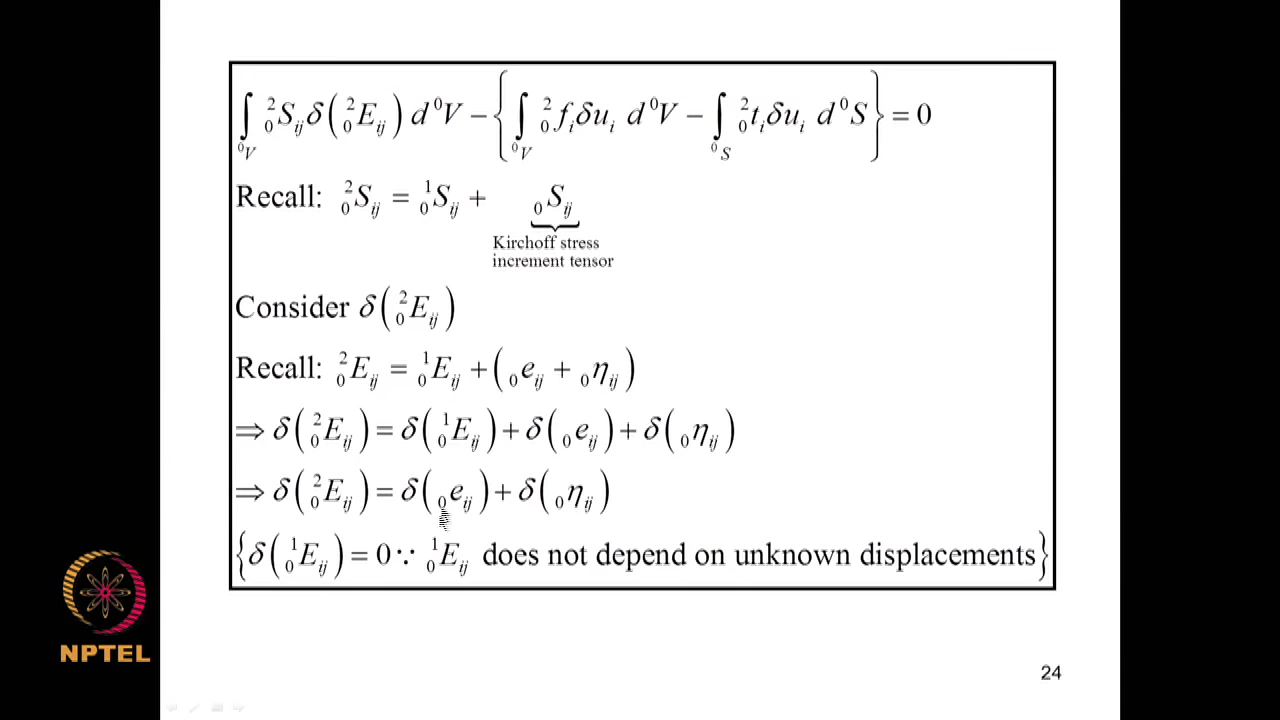 ∫_{⁰V} ²₀S_ij δ(²₀E_ij) d⁰V − { ∫_{⁰V} ²₀f_i δu_i d⁰V − ∫_{⁰S} ²₀t_i δu_i d⁰S } = 0
Recall: ²₀S_ij = ¹₀S_ij + ₀S_ij
Kirchoff stress
increment tensor
Consider δ(²₀E_ij)
Recall: ²₀E_ij = ¹₀E_ij + (₀e_ij + ₀η_ij)
⇒ δ(²₀E_ij) = δ(¹₀E_ij) + δ(₀e_ij) + δ(₀η_ij)
⇒ δ(²₀E_ij) = δ(₀e_ij) + δ(₀η_ij)
{δ(¹₀E_ij) = 0 ∵ ¹₀E_ij does not depend on unknown displacements}
NPTEL
24